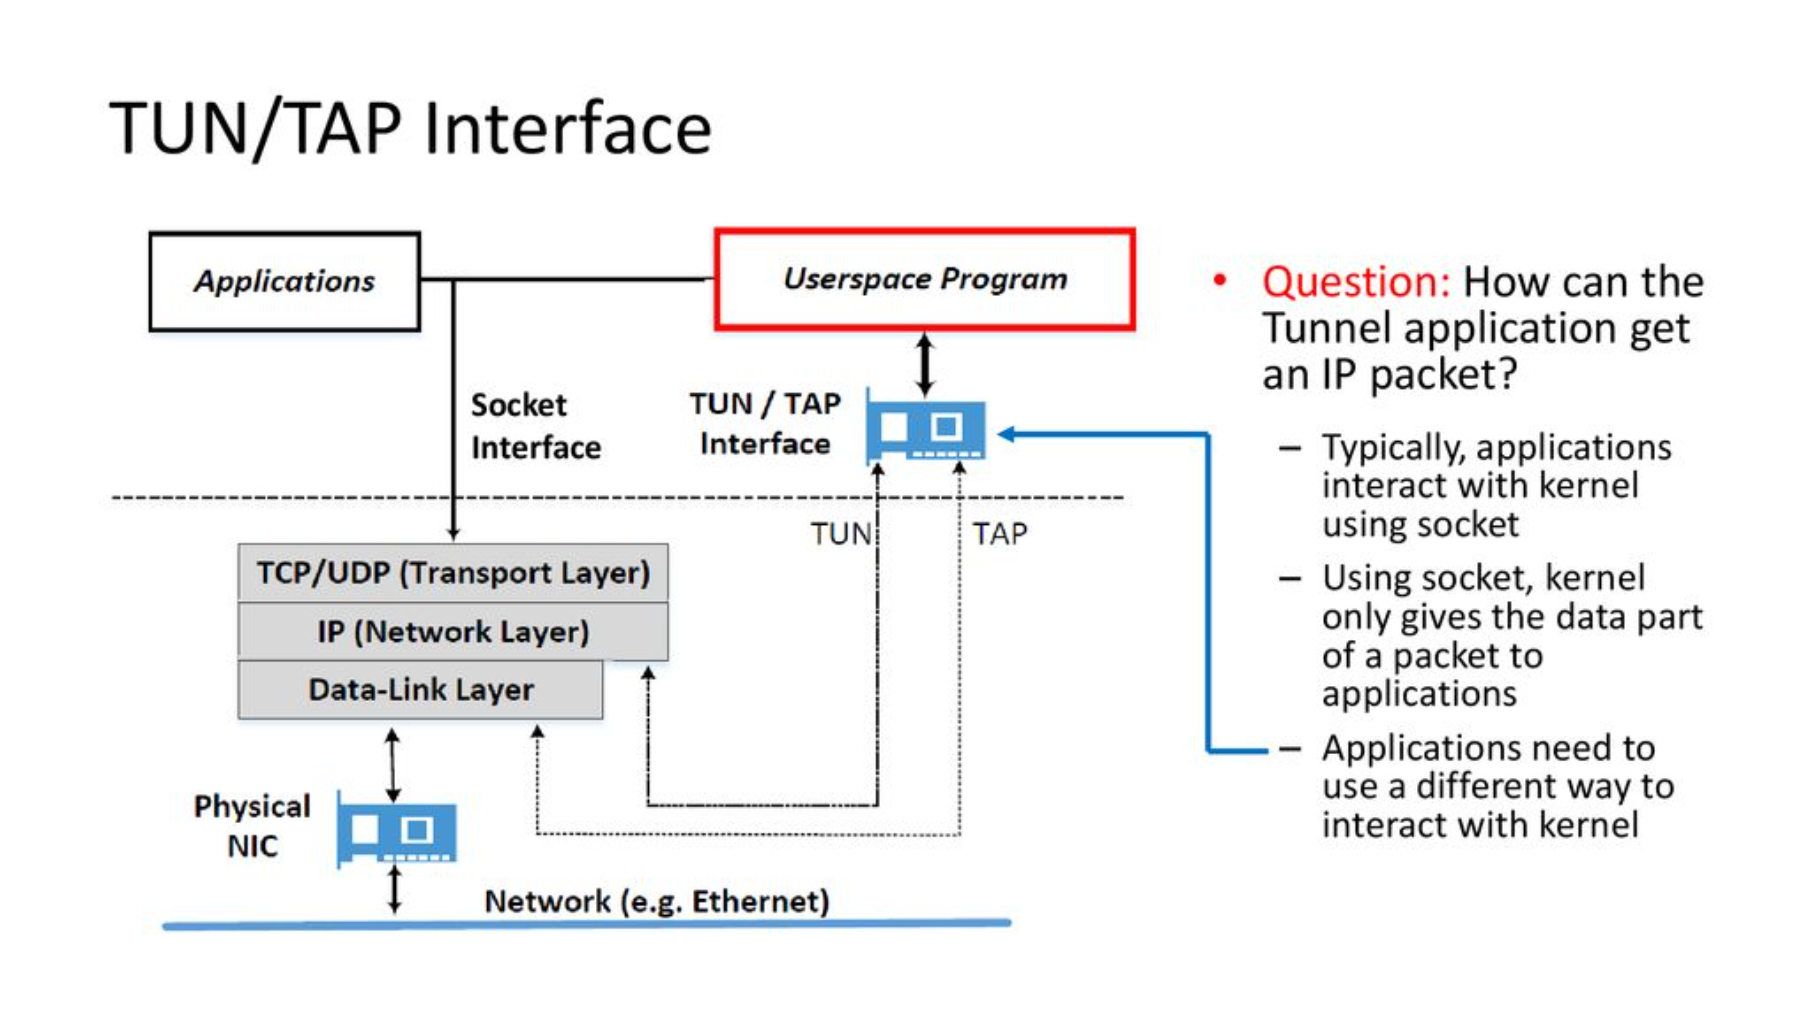 TUN/TAP Interface
Applications
Userspace Program
Socket
Interface
TUN / TAP
Interface
TUN
TAP
TCP/UDP (Transport Layer)
IP (Network Layer)
Data-Link Layer
Physical
NIC
Network (e.g. Ethernet)
• Question: How can the
Tunnel application get
an IP packet?
– Typically, applications
interact with kernel
using socket
– Using socket, kernel
only gives the data part
of a packet to
applications
– Applications need to
use a different way to
interact with kernel